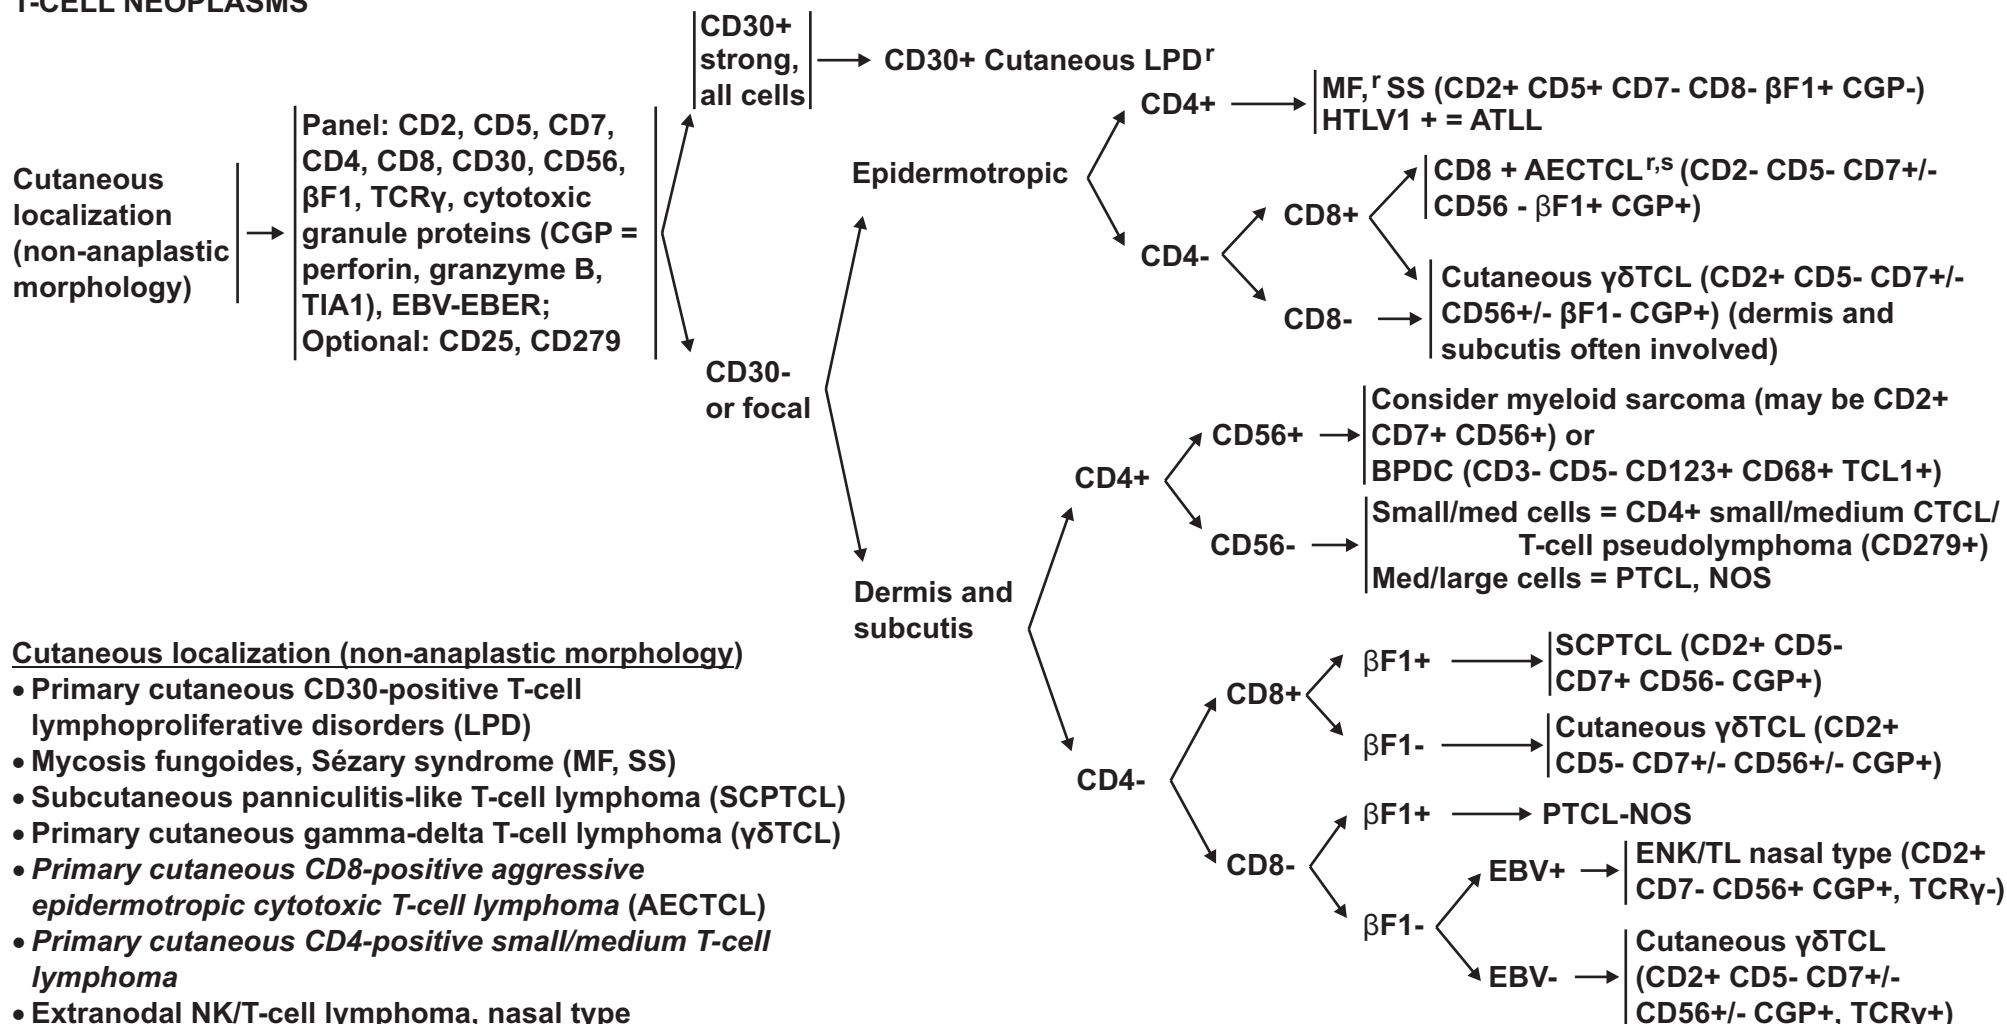 T-CELL NEOPLASMS
Cutaneous
localization
(non-anaplastic
morphology)
Panel: CD2, CD5, CD7,
CD4, CD8, CD30, CD56,
βF1, TCRγ, cytotoxic
granule proteins (CGP =
perforin, granzyme B,
TIA1), EBV-EBER;
Optional: CD25, CD279
CD30+
strong,
all cells
CD30+ Cutaneous LPDʳ
CD30-
or focal
Epidermotropic
CD4+
MF,ʳ SS (CD2+ CD5+ CD7- CD8- βF1+ CGP-)
HTLV1 + = ATLL
CD4-
CD8+
CD8 + AECTCLʳ,ˢ (CD2- CD5- CD7+/-
CD56 - βF1+ CGP+)
CD8-
Cutaneous γδTCL (CD2+ CD5- CD7+/-
CD56+/- βF1- CGP+) (dermis and
subcutis often involved)
Dermis and
subcutis
CD4+
CD56+
Consider myeloid sarcoma (may be CD2+
CD7+ CD56+) or
BPDC (CD3- CD5- CD123+ CD68+ TCL1+)
CD56-
Small/med cells = CD4+ small/medium CTCL/
T-cell pseudolymphoma (CD279+)
Med/large cells = PTCL, NOS
CD4-
CD8+
βF1+
SCPTCL (CD2+ CD5-
CD7+ CD56- CGP+)
βF1-
Cutaneous γδTCL (CD2+
CD5- CD7+/- CD56+/- CGP+)
CD8-
βF1+
PTCL-NOS
βF1-
EBV+
ENK/TL nasal type (CD2+
CD7- CD56+ CGP+, TCRγ-)
EBV-
Cutaneous γδTCL
(CD2+ CD5- CD7+/-
CD56+/- CGP+, TCRγ+)
Cutaneous localization (non-anaplastic morphology)
• Primary cutaneous CD30-positive T-cell
lymphoproliferative disorders (LPD)
• Mycosis fungoides, Sézary syndrome (MF, SS)
• Subcutaneous panniculitis-like T-cell lymphoma (SCPTCL)
• Primary cutaneous gamma-delta T-cell lymphoma (γδTCL)
• Primary cutaneous CD8-positive aggressive
epidermotropic cytotoxic T-cell lymphoma (AECTCL)
• Primary cutaneous CD4-positive small/medium T-cell
lymphoma
• Extranodal NK/T-cell lymphoma, nasal type